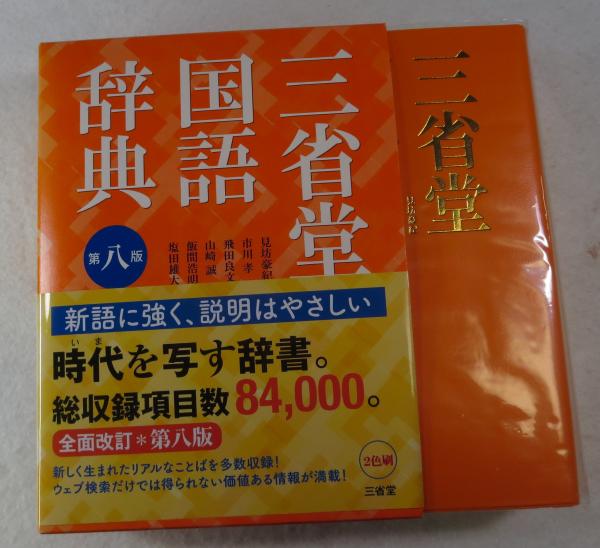 三省堂
国語
辞典
第八版
見坊豪紀
市川孝
飛田良文
山崎誠
飯間浩明
塩田雄大
新語に強く、説明はやさしい
いま
時代を写す辞書。
総収録項目数84,000。
全面改訂*第八版
2色刷
新しく生まれたリアルなことばを多数収録!
ウェブ検索だけでは得られない価値ある情報が満載!
三省堂
三省堂